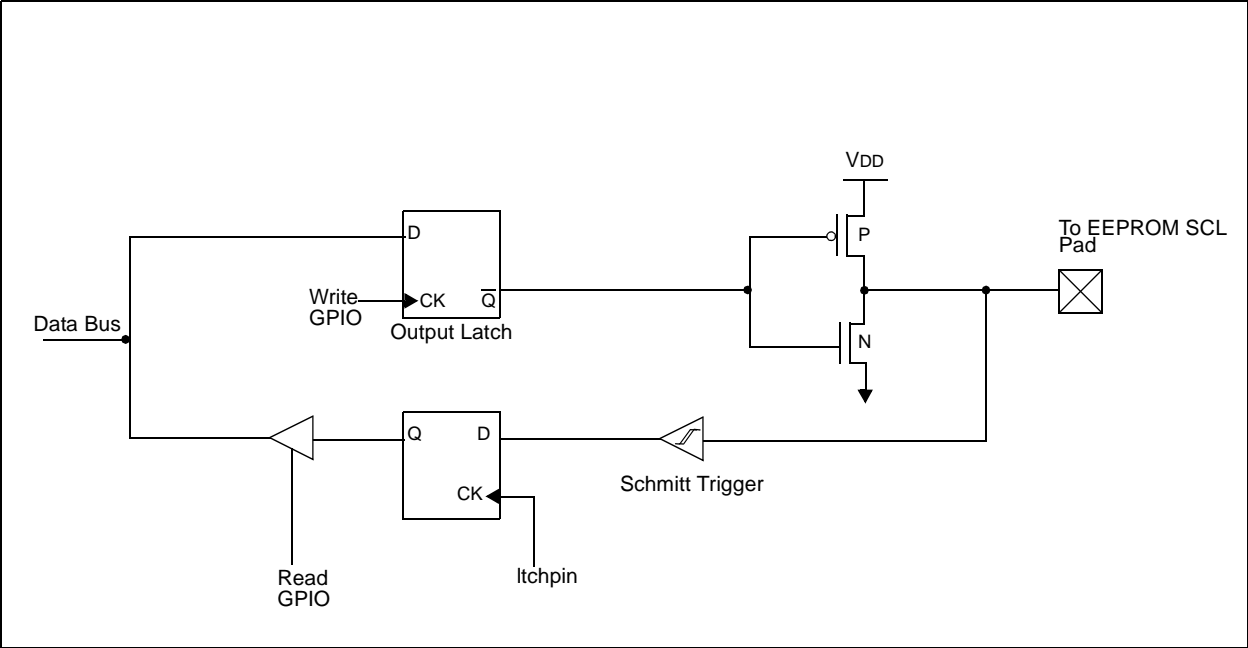 VDD
To EEPROM SCL
Pad
D
P
Write
GPIO
CK
Q
Output Latch
Data Bus
N
Q
D
CK
Schmitt Trigger
Read
GPIO
ltchpin